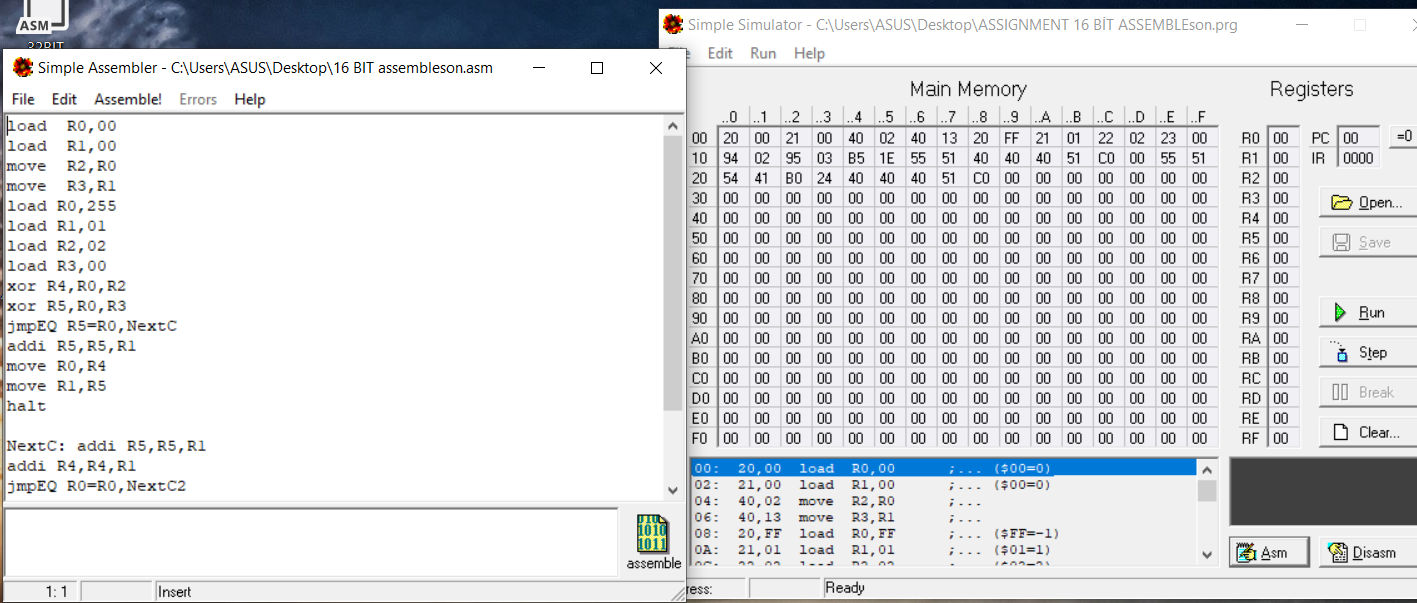 ASM
32BIT
Simple Assembler - C:\Users\ASUS\Desktop\16 BIT assembleson.asm
File Edit Assemble! Errors Help
load  R0,00
load  R1,00
move  R2,R0
move  R3,R1
load R0,255
load R1,01
load R2,02
load R3,00
xor R4,R0,R2
xor R5,R0,R3
jmpEQ R5=R0,NextC
addi R5,R5,R1
move R0,R4
move R1,R5
halt
NextC: addi R5,R5,R1
addi R4,R4,R1
jmpEQ R0=R0,NextC2
assemble
1: 1 Insert
Simple Simulator - C:\Users\ASUS\Desktop\ASSIGNMENT 16 BİT ASSEMBLEson.prg
Edit Run Help
Main Memory
..0 ..1 ..2 ..3 ..4 ..5 ..6 ..7 ..8 ..9 ..A ..B ..C ..D ..E ..F
00 20 00 21 00 40 02 40 13 20 FF 21 01 22 02 23 00
10 94 02 95 03 B5 1E 55 51 40 40 40 51 C0 00 55 51
20 54 41 B0 24 40 40 40 51 C0 00 00 00 00 00 00 00
30 00 00 00 00 00 00 00 00 00 00 00 00 00 00 00 00
40 00 00 00 00 00 00 00 00 00 00 00 00 00 00 00 00
50 00 00 00 00 00 00 00 00 00 00 00 00 00 00 00 00
60 00 00 00 00 00 00 00 00 00 00 00 00 00 00 00 00
70 00 00 00 00 00 00 00 00 00 00 00 00 00 00 00 00
80 00 00 00 00 00 00 00 00 00 00 00 00 00 00 00 00
90 00 00 00 00 00 00 00 00 00 00 00 00 00 00 00 00
A0 00 00 00 00 00 00 00 00 00 00 00 00 00 00 00 00
B0 00 00 00 00 00 00 00 00 00 00 00 00 00 00 00 00
C0 00 00 00 00 00 00 00 00 00 00 00 00 00 00 00 00
D0 00 00 00 00 00 00 00 00 00 00 00 00 00 00 00 00
E0 00 00 00 00 00 00 00 00 00 00 00 00 00 00 00 00
F0 00 00 00 00 00 00 00 00 00 00 00 00 00 00 00 00
00: 20,00 load R0,00 ;... ($00=0)
02: 21,00 load R1,00 ;... ($00=0)
04: 40,02 move R2,R0 ;...
06: 40,13 move R3,R1 ;...
08: 20,FF load R0,FF ;... ($FF=-1)
0A: 21,01 load R1,01 ;... ($01=1)
Ready
Registers
R0 00 PC 00 =0
R1 00 IR 0000
R2 00
R3 00
R4 00
R5 00
R6 00
R7 00
R8 00
R9 00
RA 00
RB 00
RC 00
RD 00
RE 00
RF 00
Open...
Save
Run
Step
Break
Clear...
Asm Disasm